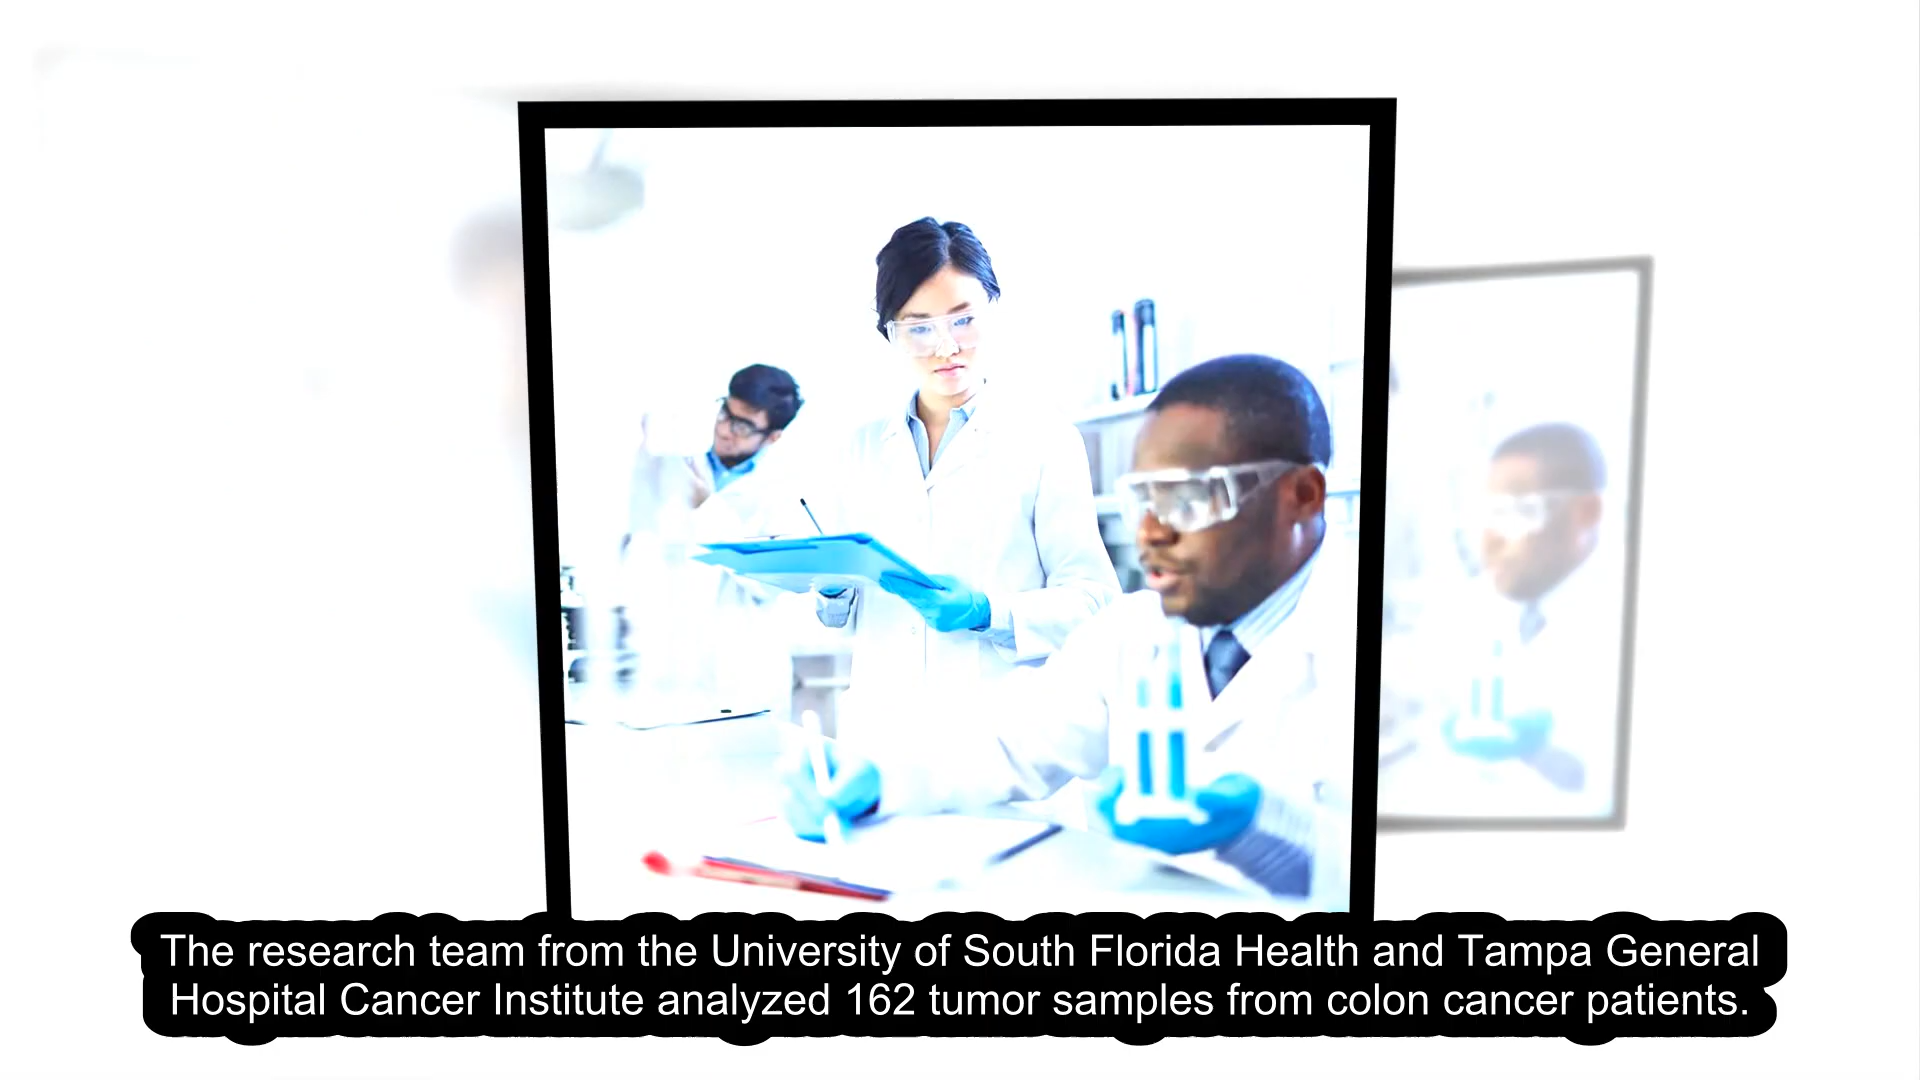 The research team from the University of South Florida Health and Tampa General
Hospital Cancer Institute analyzed 162 tumor samples from colon cancer patients.